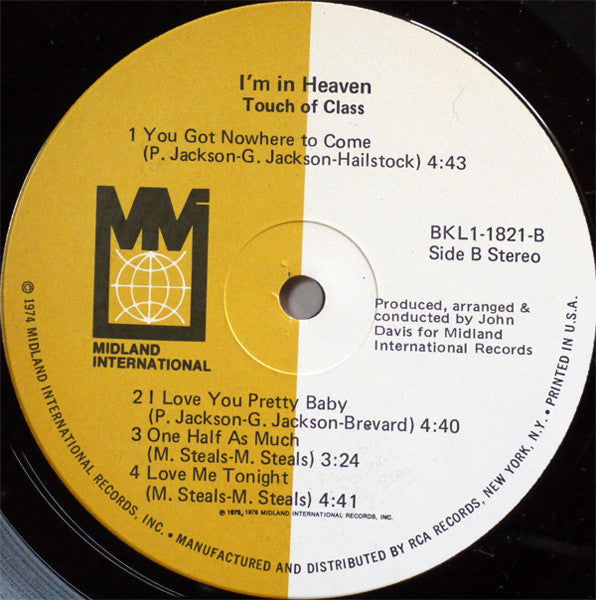 I'm in Heaven
Touch of Class
1 You Got Nowhere to Come
(P. Jackson-G. Jackson-Hailstock) 4:43
MM
MIDLAND
INTERNATIONAL
BKL1-1821-B
Side B Stereo
Produced, arranged &
conducted by John
Davis for Midland
International Records
2 I Love You Pretty Baby
(P. Jackson-G. Jackson-Brevard) 4:40
3 One Half As Much
(M. Steals-M. Steals) 3:24
4 Love Me Tonight
(M. Steals-M. Steals) 4:41
℗ 1975, 1976 MIDLAND INTERNATIONAL RECORDS, INC.
© 1974 MIDLAND INTERNATIONAL RECORDS, INC. • MANUFACTURED AND DISTRIBUTED BY RCA RECORDS, NEW YORK, N.Y. • PRINTED IN U.S.A.